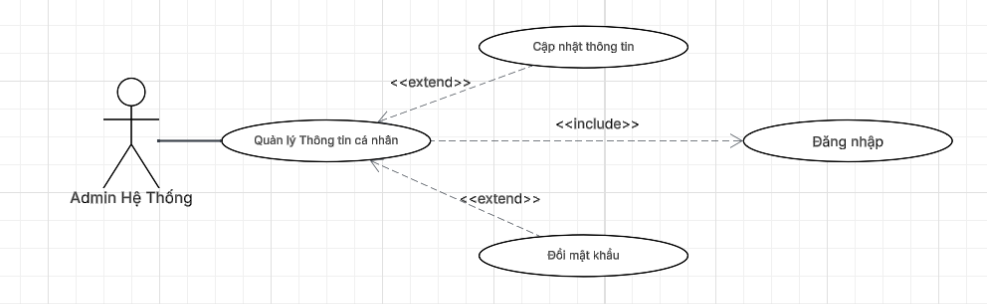 Cập nhật thông tin
<<extend>>
<<include>>
Quản lý Thông tin cá nhân
Đăng nhập
Admin Hệ Thống
<<extend>>
Đổi mật khẩu